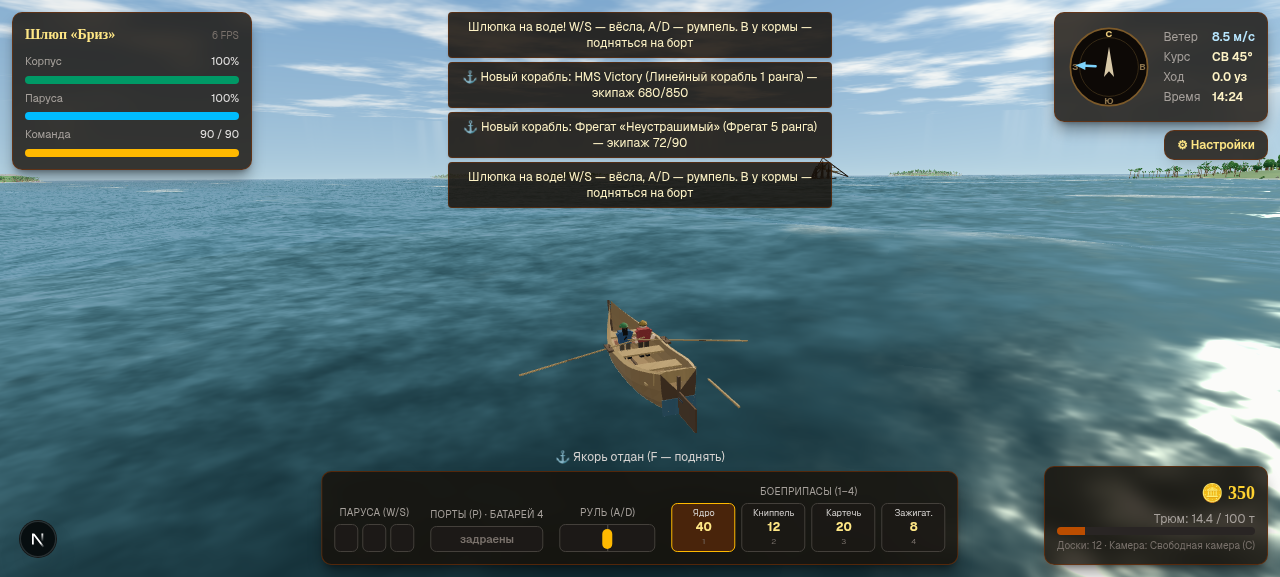 Шлюп «Бриз»
6 FPS
Корпус 100%
Паруса 100%
Команда 90 / 90
Шлюпка на воде! W/S — вёсла, A/D — румпель. В у кормы —
подняться на борт
⚓ Новый корабль: HMS Victory (Линейный корабль 1 ранга) —
экипаж 680/850
⚓ Новый корабль: Фрегат «Неустрашимый» (Фрегат 5 ранга)
— экипаж 72/90
Шлюпка на воде! W/S — вёсла, A/D — румпель. В у кормы —
подняться на борт
С
З
В
Ю
Ветер 8.5 м/с
Курс СВ 45°
Ход 0.0 уз
Время 14:24
⚙ Настройки
⚓ Якорь отдан (F — поднять)
ПАРУСА (W/S)
ПОРТЫ (P) · БАТАРЕЙ 4
задраены
РУЛЬ (A/D)
БОЕПРИПАСЫ (1–4)
Ядро
40
1
Книппель
12
2
Картечь
20
3
Зажигат.
8
4
🪙 350
Трюм: 14.4 / 100 т
Доски: 12 · Камера: Свободная камера (C)
N